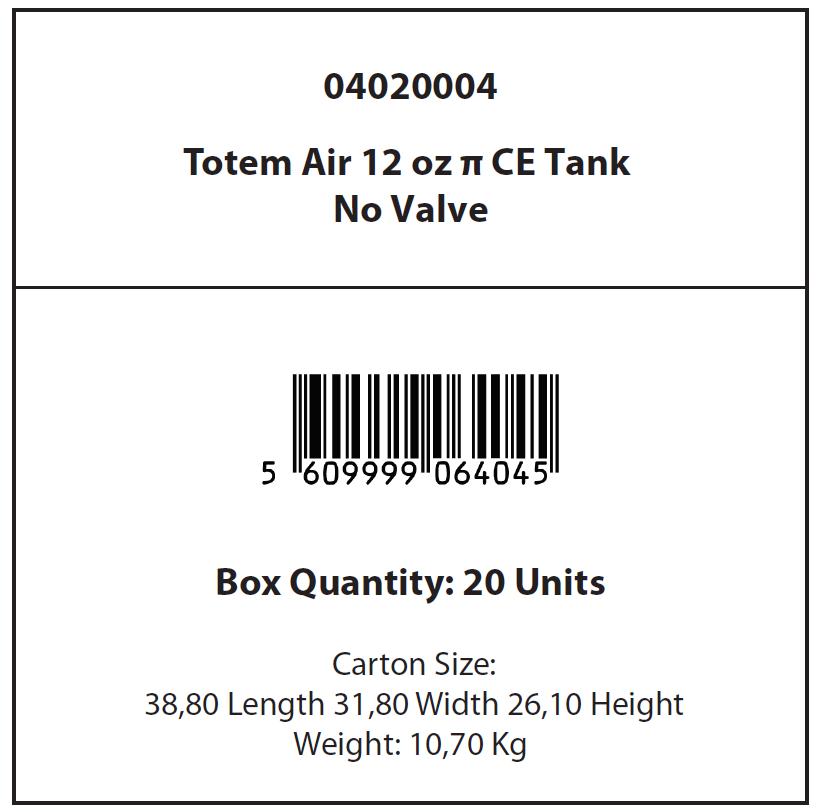 04020004
Totem Air 12 oz π CE Tank
No Valve
5 609999 064045
Box Quantity: 20 Units
Carton Size:
38,80 Length 31,80 Width 26,10 Height
Weight: 10,70 Kg